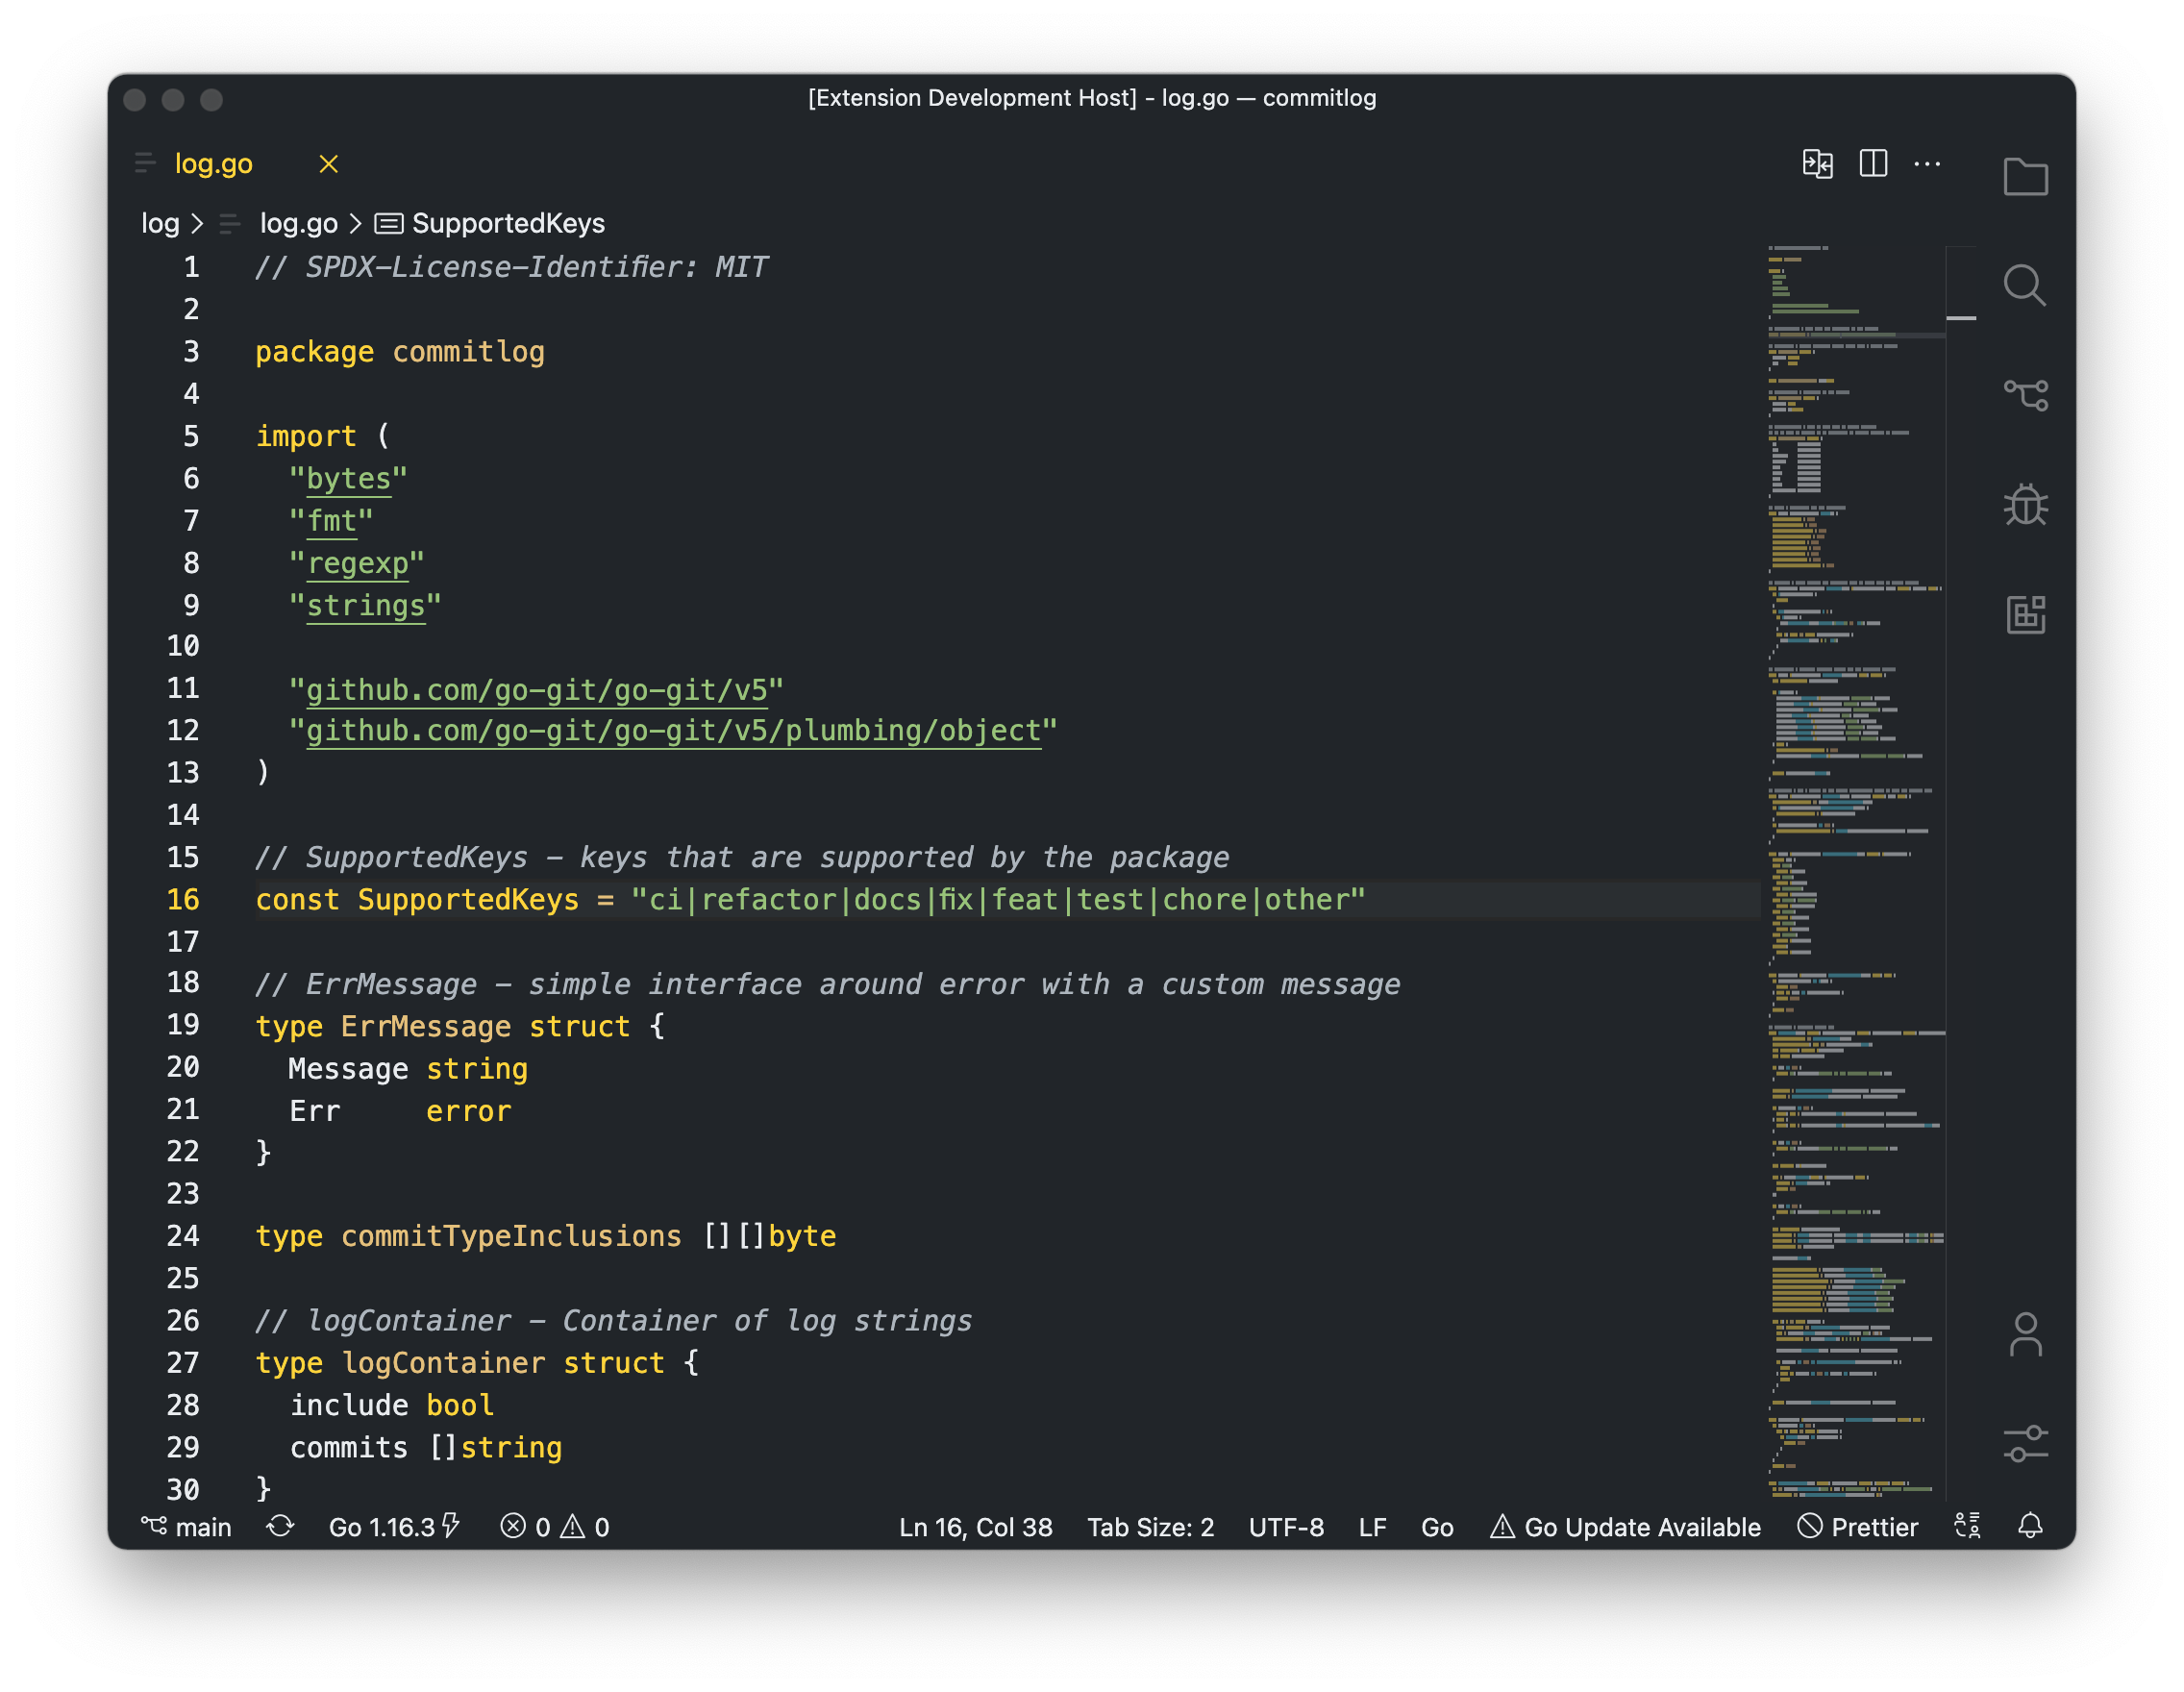 [Extension Development Host] - log.go — commitlog
log.go
log > log.go > SupportedKeys
1 // SPDX-License-Identifier: MIT
2
3 package commitlog
4
5 import (
6 "bytes"
7 "fmt"
8 "regexp"
9 "strings"
10
11 "github.com/go-git/go-git/v5"
12 "github.com/go-git/go-git/v5/plumbing/object"
13 )
14
15 // SupportedKeys - keys that are supported by the package
16 const SupportedKeys = "ci|refactor|docs|fix|feat|test|chore|other"
17
18 // ErrMessage - simple interface around error with a custom message
19 type ErrMessage struct {
20 Message string
21 Err     error
22 }
23
24 type commitTypeInclusions [][]byte
25
26 // logContainer - Container of log strings
27 type logContainer struct {
28 include bool
29 commits []string
30 }
main Go 1.16.3 0 0 Ln 16, Col 38 Tab Size: 2 UTF-8 LF Go Go Update Available Prettier